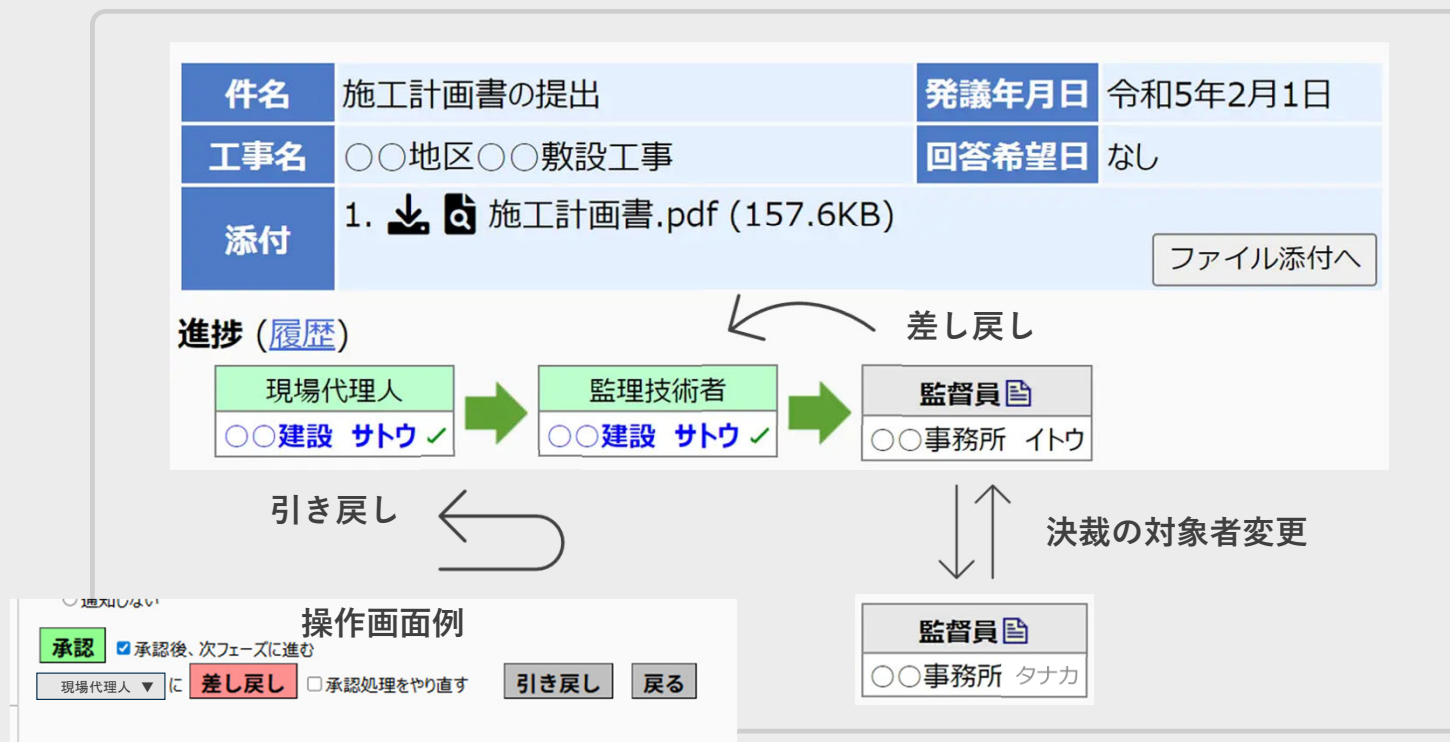 件名 施工計画書の提出 発議年月日 令和5年2月1日
工事名 ○○地区○○敷設工事 回答希望日 なし
添付 1. 施工計画書.pdf (157.6KB)
ファイル添付へ
差し戻し
進捗 (履歴)
現場代理人 監理技術者 監督員
○○建設 サトウ ✓ ○○建設 サトウ ✓ ○○事務所 イトウ
引き戻し
決裁の対象者変更
通知しない
操作画面例
監督員
承認 承認後、次フェーズに進む
○○事務所 タナカ
現場代理人 ▼ に 差し戻し 承認処理をやり直す 引き戻し 戻る